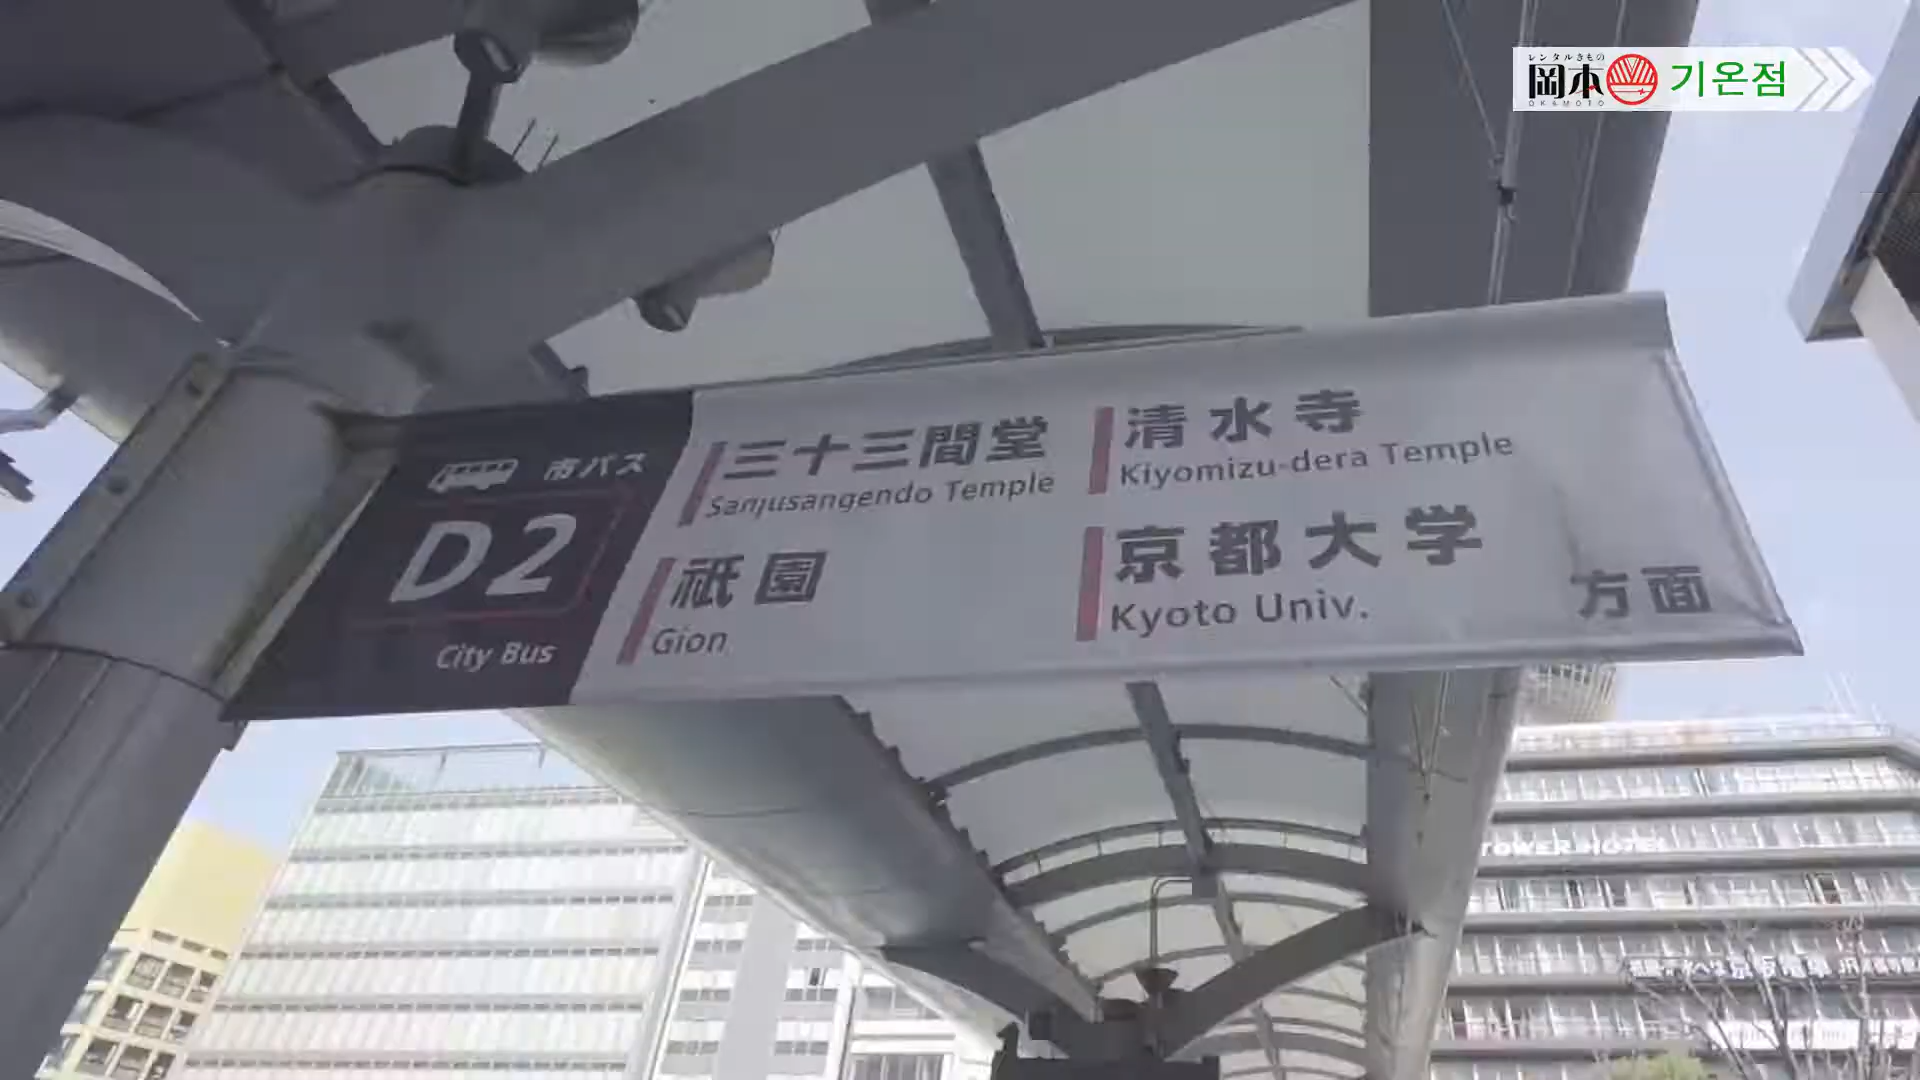 レンタルきもの
岡本
OKAMOTO
기온점
市バス
D2
City Bus
三十三間堂
Sanjusangendo Temple
清水寺
Kiyomizu-dera Temple
祇園
Gion
京都大学
Kyoto Univ.
方面
TOWER HOTEL